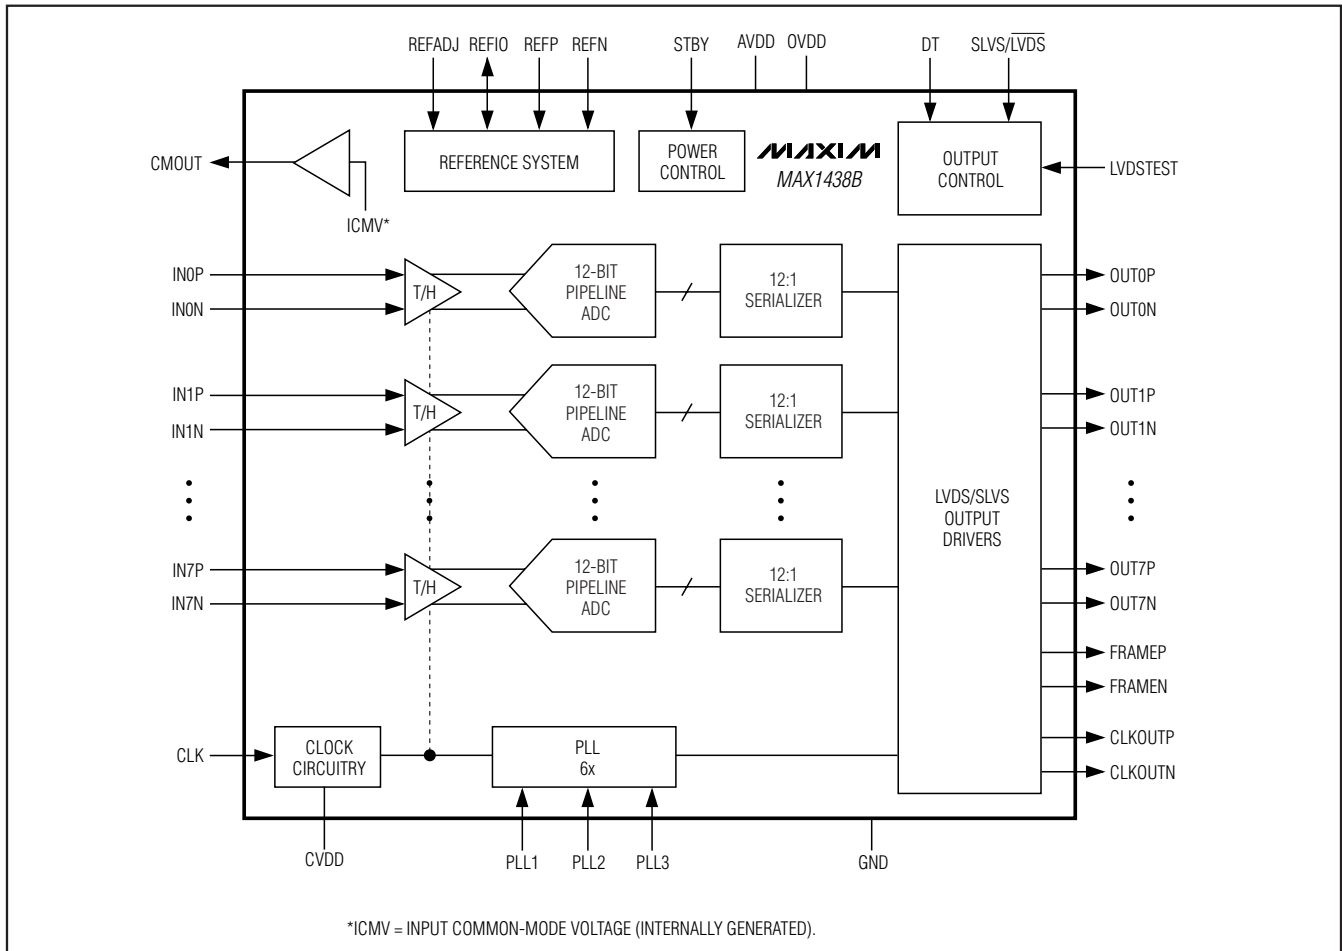 REFADJ REFIO REFP REFN STBY AVDD OVDD DT SLVS/LVDS
CMOUT
ICMV*
REFERENCE SYSTEM
POWER
CONTROL
MAXIM
MAX1438B
OUTPUT
CONTROL
LVDSTEST
IN0P
IN0N
T/H
12-BIT
PIPELINE
ADC
12:1
SERIALIZER
OUT0P
OUT0N
IN1P
IN1N
T/H
12-BIT
PIPELINE
ADC
12:1
SERIALIZER
OUT1P
OUT1N
LVDS/SLVS
OUTPUT
DRIVERS
IN7P
IN7N
T/H
12-BIT
PIPELINE
ADC
12:1
SERIALIZER
OUT7P
OUT7N
FRAMEP
FRAMEN
CLK
CLOCK
CIRCUITRY
PLL
6x
CLKOUTP
CLKOUTN
CVDD
PLL1 PLL2 PLL3
GND
*ICMV = INPUT COMMON-MODE VOLTAGE (INTERNALLY GENERATED).